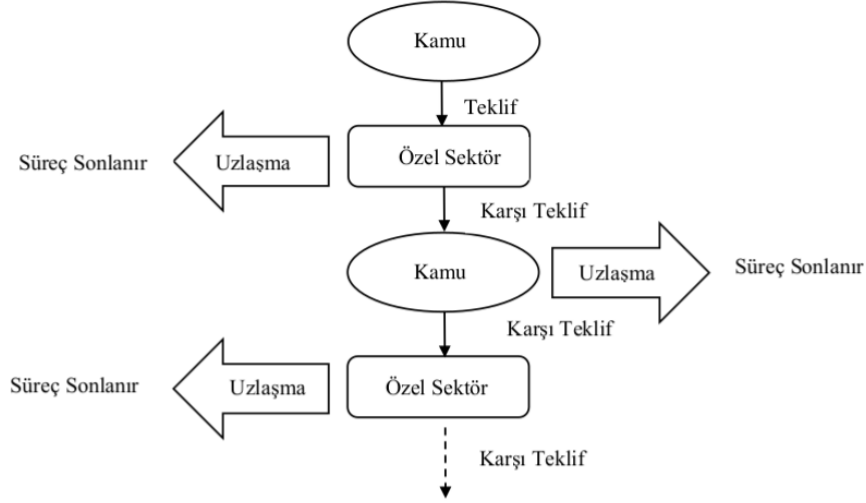 Kamu
Teklif
Süreç Sonlanır
Uzlaşma
Özel Sektör
Karşı Teklif
Kamu
Uzlaşma
Süreç Sonlanır
Karşı Teklif
Süreç Sonlanır
Uzlaşma
Özel Sektör
Karşı Teklif